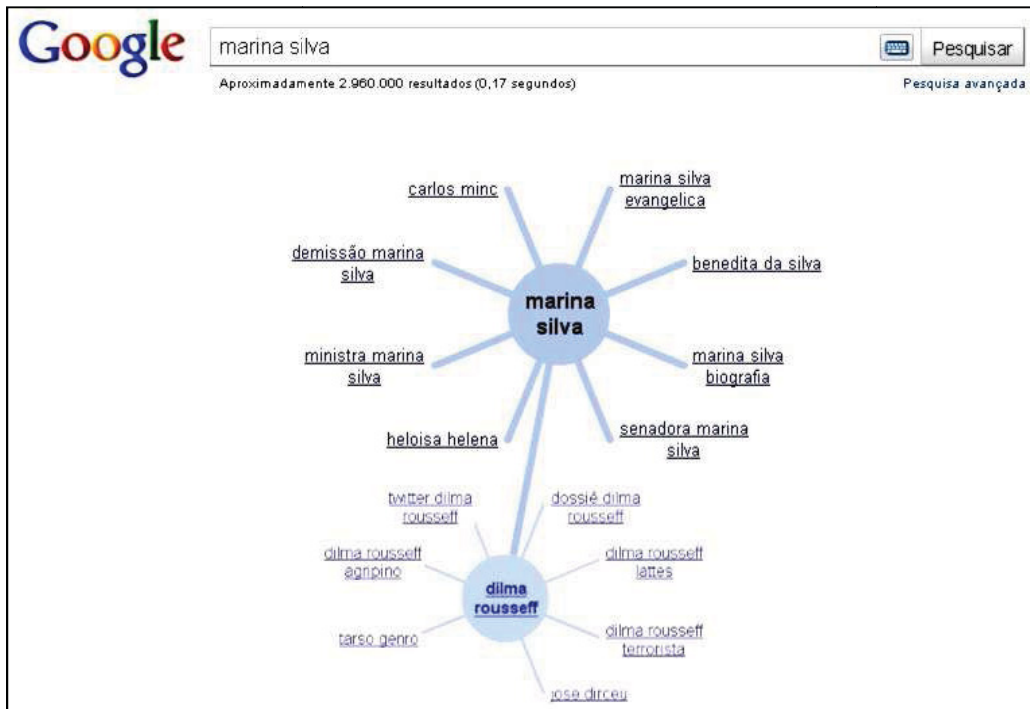 Google
marina silva
Pesquisar
Aproximadamente 2.960.000 resultados (0,17 segundos)
Pesquisa avançada
carlos minc
marina silva
evangelica
demissão marina
silva
benedita da silva
marina
silva
ministra marina
silva
marina silva
biografia
heloisa helena
senadora marina
silva
twitter dilma
rousseff
dossiê dilma
rousseff
dilma rousseff
agripino
dilma rousseff
lattes
dilma
rousseff
tarso genro
dilma rousseff
terrorista
jose dirceu